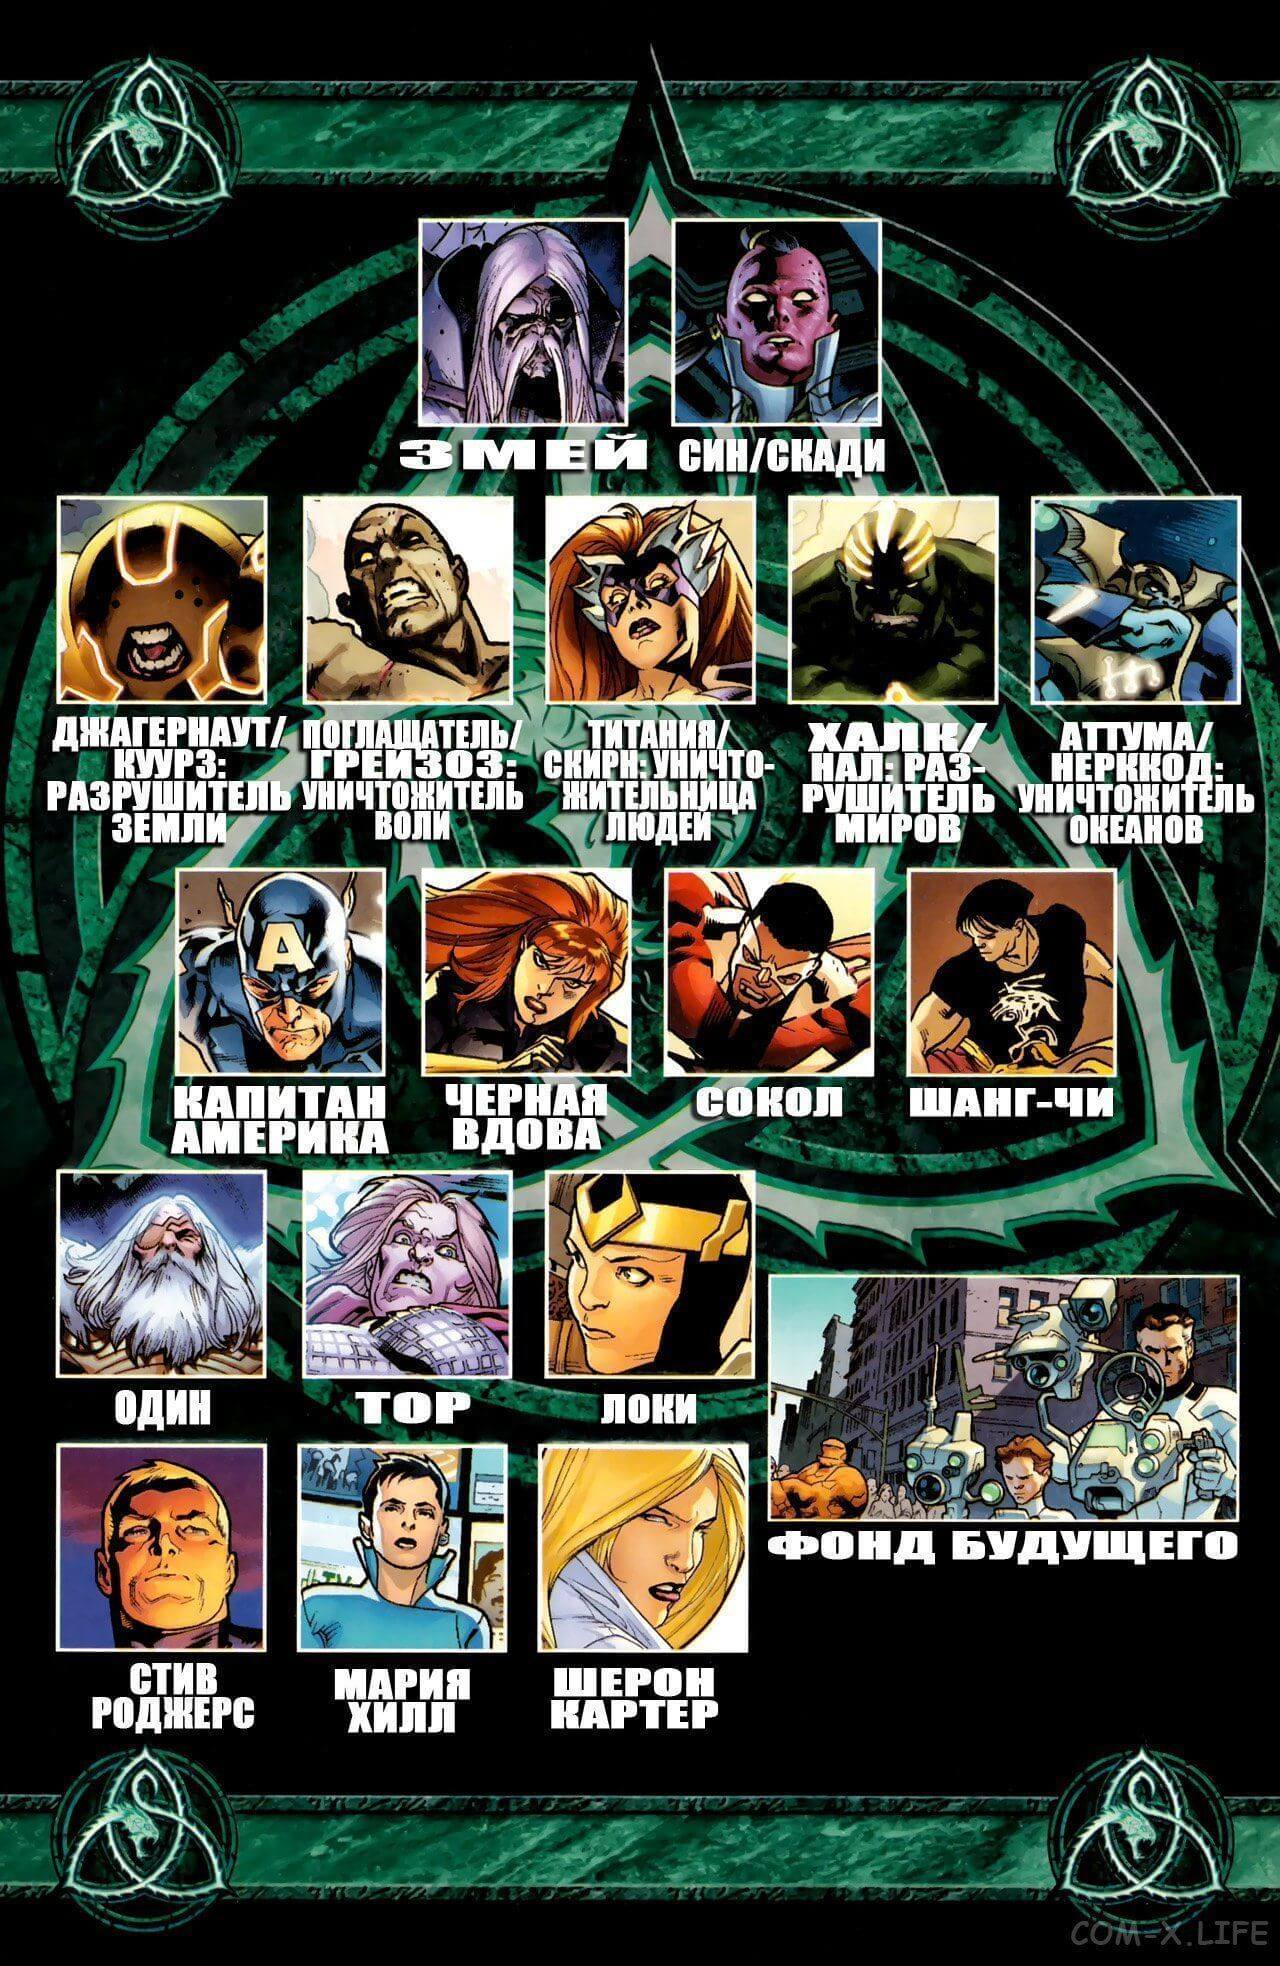 ЗМЕЙ
СИН/СКАДИ
ДЖАГЕРНАУТ/
КУУРЗ:
РАЗРУШИТЕЛЬ
ЗЕМЛИ
ПОГЛАЩАТЕЛЬ/
ГРЕЙЗОЗ:
УНИЧТОЖИТЕЛЬ
ВОЛИ
ТИТАНИЯ/
СКИРН: УНИЧТО-
ЖИТЕЛЬНИЦА
ЛЮДЕЙ
ХАЛК/
НАЛ: РАЗ-
РУШИТЕЛЬ
МИРОВ
АТТУМА/
НЕРККОД:
УНИЧТОЖИТЕЛЬ
ОКЕАНОВ
КАПИТАН
АМЕРИКА
ЧЕРНАЯ
ВДОВА
СОКОЛ
ШАНГ-ЧИ
ОДИН
ТОР
ЛОКИ
ФОНД БУДУЩЕГО
СТИВ
РОДЖЕРС
МАРИЯ
ХИЛЛ
ШЕРОН
КАРТЕР
COM-X.LIFE